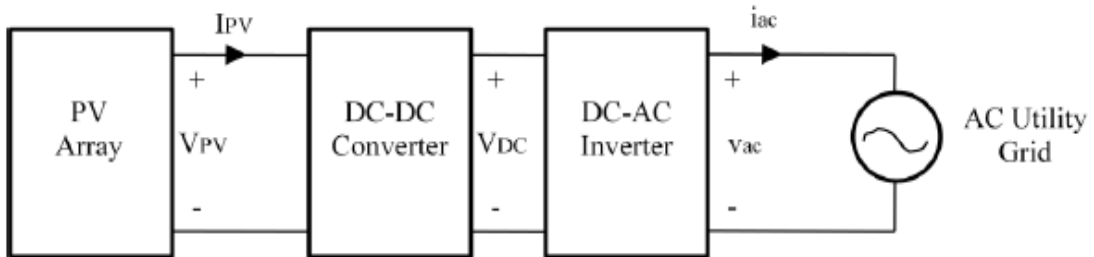 IPV
iac
+
+
+
PV
Array
VPV
DC-DC
Converter
VDC
DC-AC
Inverter
vac
AC Utility
Grid
-
-
-